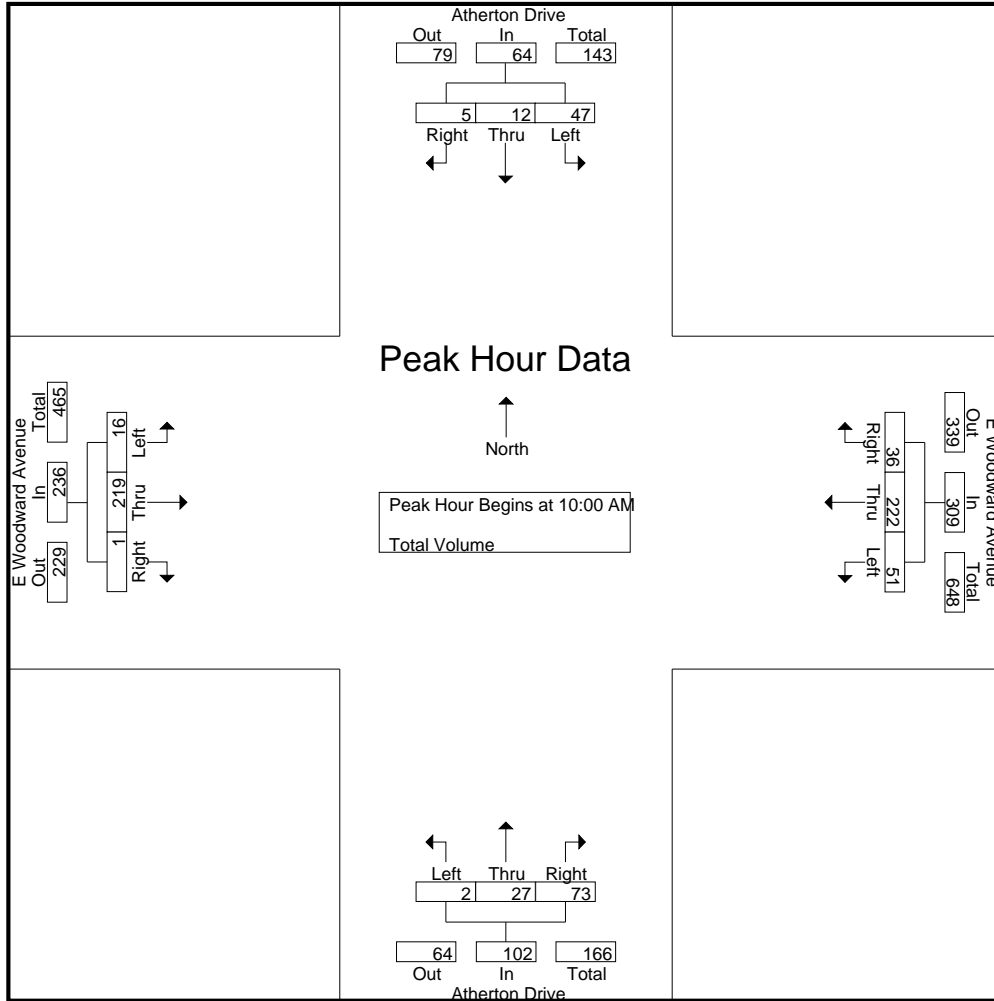 Atherton Drive
Out In Total
79 64 143
5 12 47
Right Thru Left
Peak Hour Data
North
Peak Hour Begins at 10:00 AM
Total Volume
E Woodward Avenue
Out In Total
229 236 465
16 219 1
Left Thru Right
E Woodward Avenue
Out In Total
339 309 648
36 222 51
Right Thru Left
Left Thru Right
2 27 73
64 102 166
Out In Total
Atherton Drive